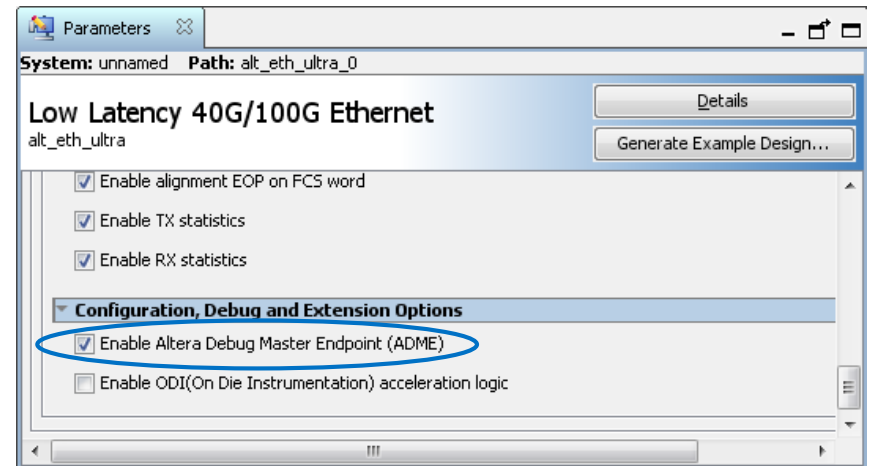 Parameters
System: unnamed Path: alt_eth_ultra_0
Low Latency 40G/100G Ethernet
alt_eth_ultra
Details
Generate Example Design...
Enable alignment EOP on FCS word
Enable TX statistics
Enable RX statistics
Configuration, Debug and Extension Options
Enable Altera Debug Master Endpoint (ADME)
Enable ODI(On Die Instrumentation) acceleration logic